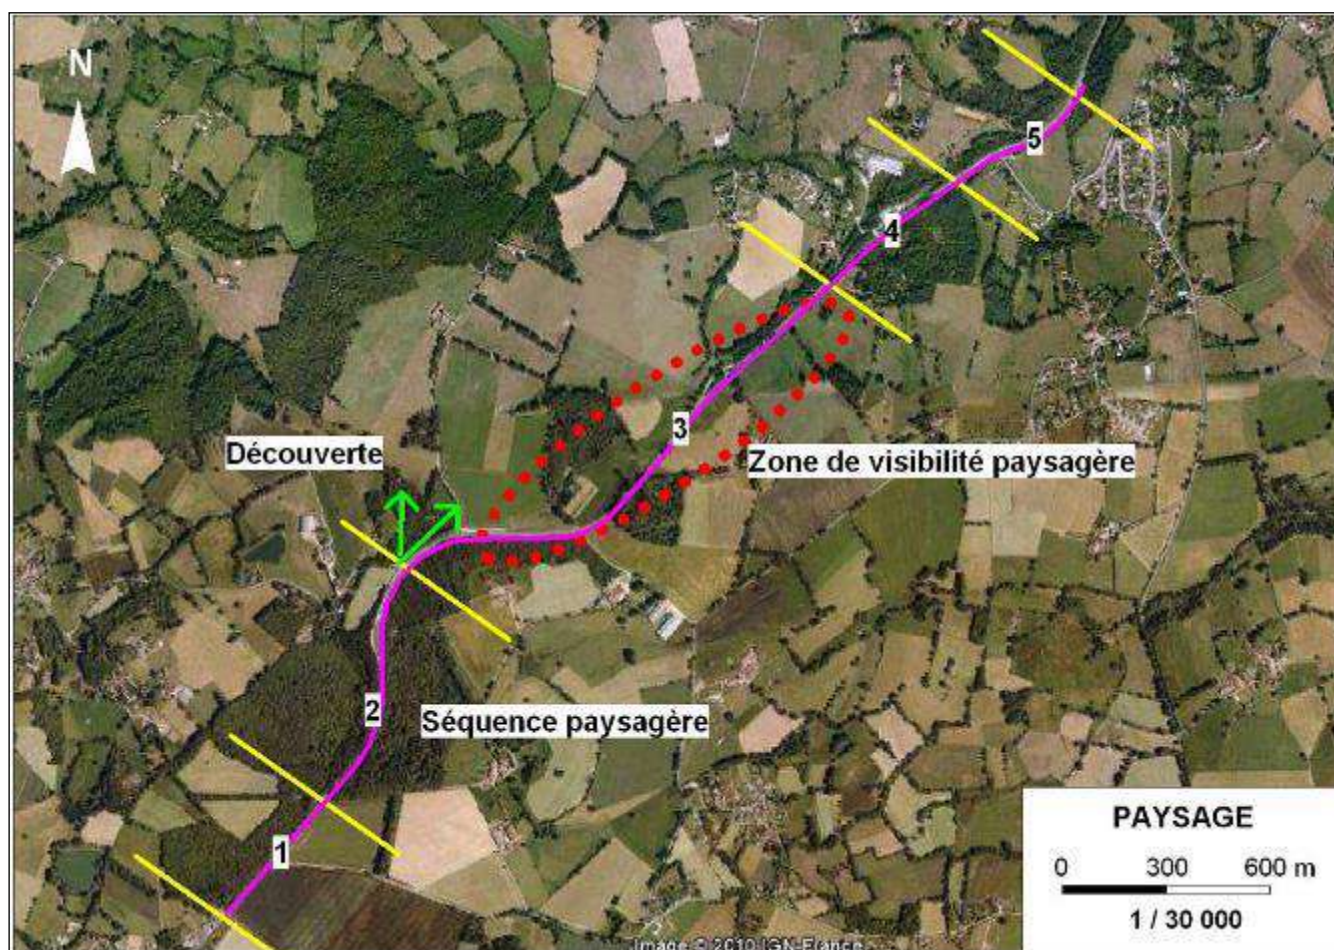 N
5
4
3
Découverte
Zone de visibilité paysagère
2
Séquence paysagère
1
PAYSAGE
0 300 600 m
1 / 30 000
Image © 2010 IGN-France